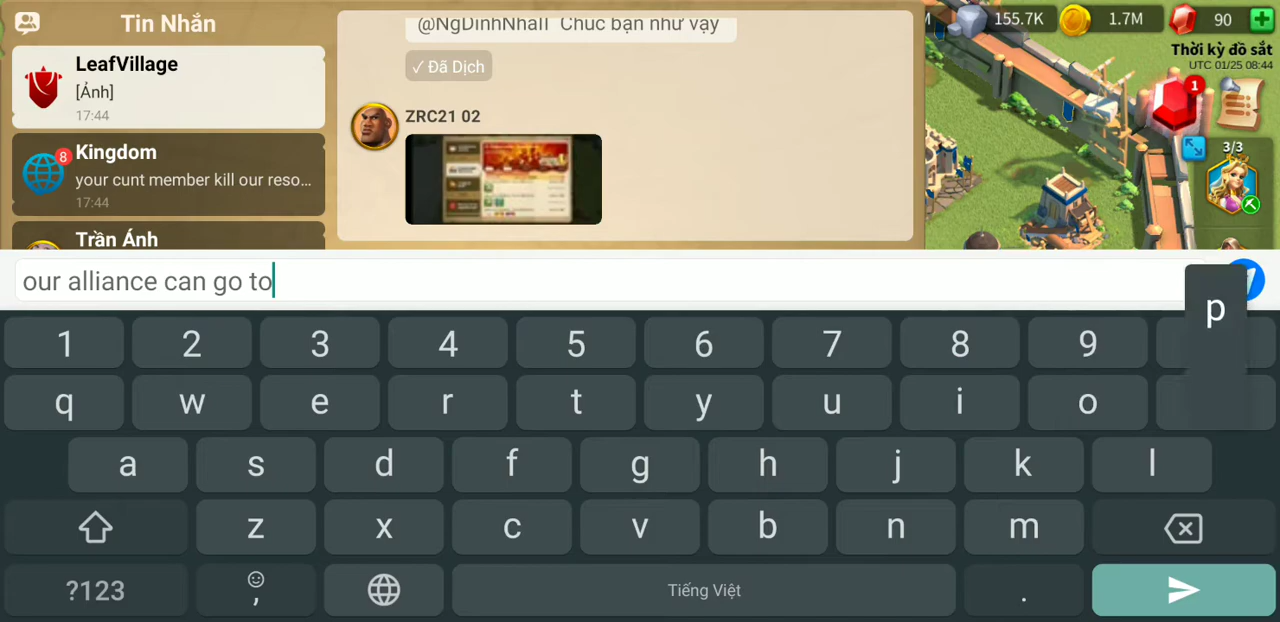 Tin Nhắn
LeafVillage
[Ảnh]
17:44
8
Kingdom
your cunt member kill our reso...
17:44
Trần Ánh
@NgDinhNhaIT Chúc bạn như vậy
✓ Đã Dịch
ZRC21 02
M
155.7K
1.7M
90
Thời kỳ đồ sắt
UTC 01/25 08:44
1
3/3
our alliance can go to
p
1 2 3 4 5 6 7 8 9
q w e r t y u i o
a s d f g h j k l
z x c v b n m
?123 , Tiếng Việt .